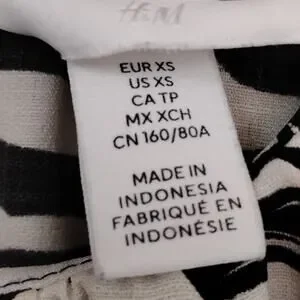 H&M
EUR XS
US XS
CA TP
MX XCH
CN 160/80A
MADE IN
INDONESIA
FABRIQUÉ EN
INDONÉSIE